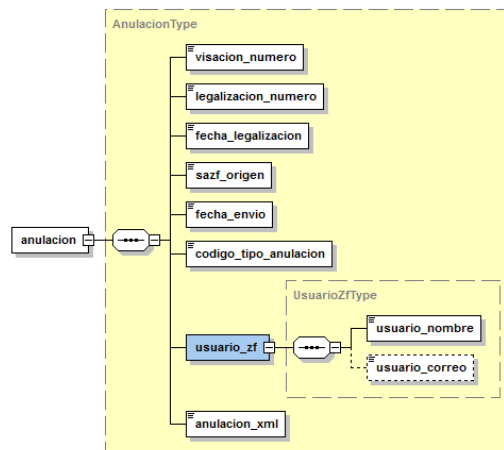 AnulacionType
visacion_numero
legalizacion_numero
fecha_legalizacion
sazf_origen
fecha_envio
anulacion
codigo_tipo_anulacion
UsuarioZfType
usuario_nombre
usuario_zf
usuario_correo
anulacion_xml